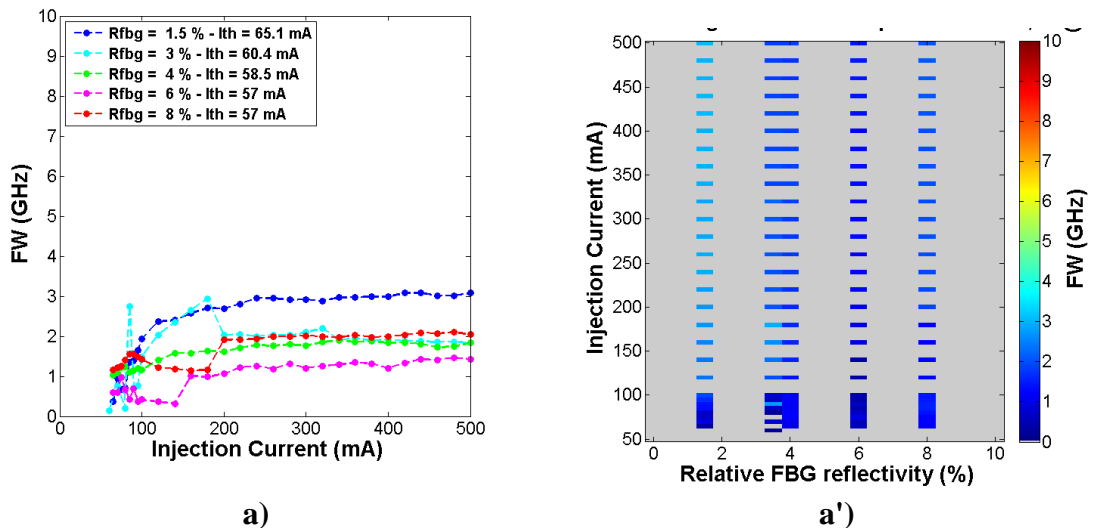 10
9
8
7
6
5
4
3
2
1
0
FW (GHz)
Rfbg = 1.5 % - Ith = 65.1 mA
Rfbg = 3 % - Ith = 60.4 mA
Rfbg = 4 % - Ith = 58.5 mA
Rfbg = 6 % - Ith = 57 mA
Rfbg = 8 % - Ith = 57 mA
0 100 200 300 400 500
Injection Current (mA)
a)
500
450
400
350
300
250
200
150
100
50
Injection Current (mA)
0 2 4 6 8 10
Relative FBG reflectivity (%)
10
9
8
7
6
5
4
3
2
1
0
FW (GHz)
a')